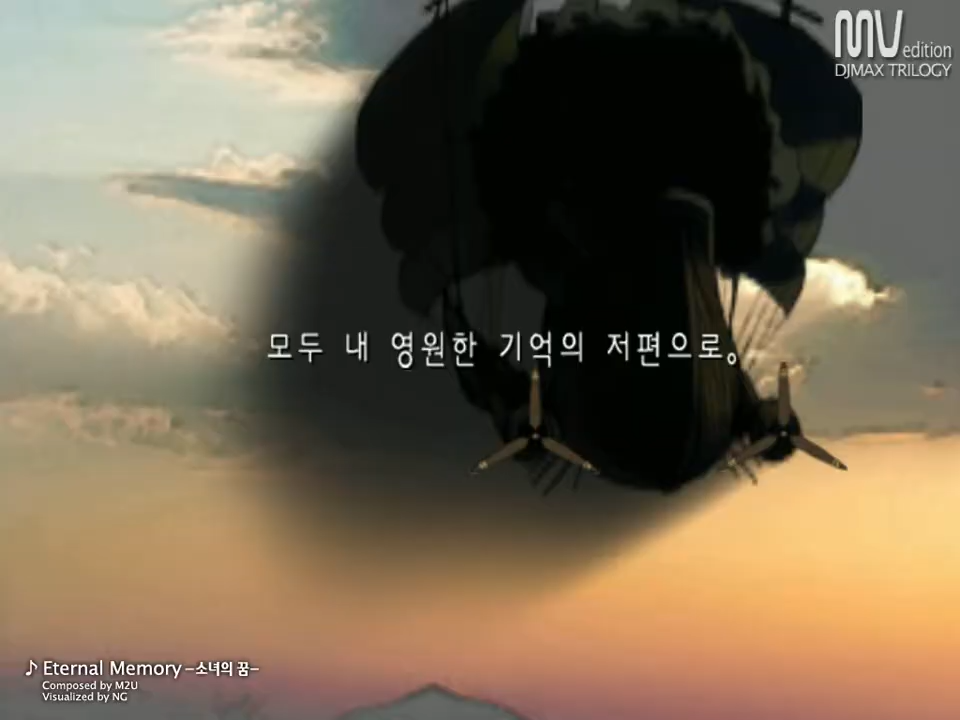 MV edition
DJMAX TRILOGY
모두 내 영원한 기억의 저편으로。
♪ Eternal Memory –소녀의 꿈–
Composed by M2U
Visualized by NG